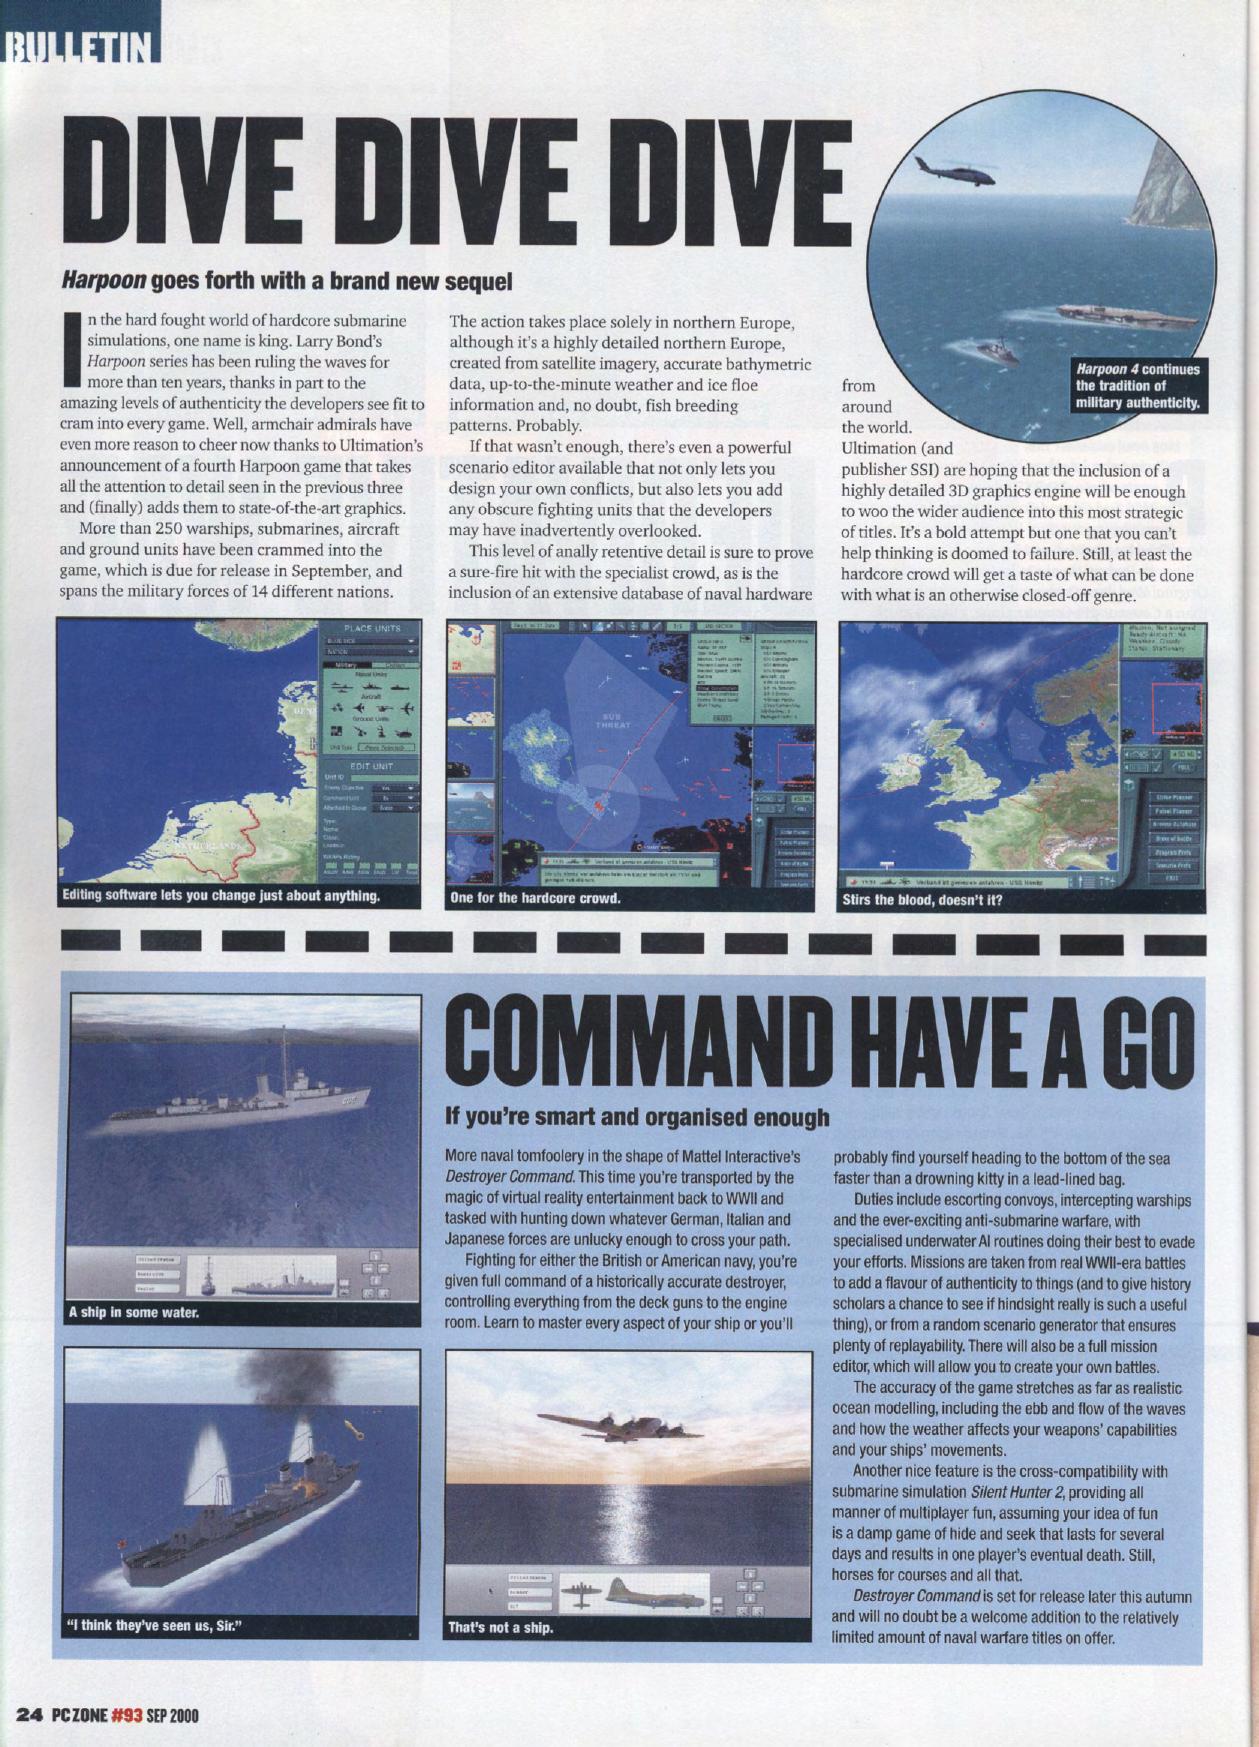 BULLETIN
DIVE DIVE DIVE
Harpoon goes forth with a brand new sequel
In the hard fought world of hardcore submarine
simulations, one name is king. Larry Bond's
Harpoon series has been ruling the waves for
more than ten years, thanks in part to the
amazing levels of authenticity the developers see fit to
cram into every game. Well, armchair admirals have
even more reason to cheer now thanks to Ultimation's
announcement of a fourth Harpoon game that takes
all the attention to detail seen in the previous three
and (finally) adds them to state-of-the-art graphics.
More than 250 warships, submarines, aircraft
and ground units have been crammed into the
game, which is due for release in September, and
spans the military forces of 14 different nations.
The action takes place solely in northern Europe,
although it's a highly detailed northern Europe,
created from satellite imagery, accurate bathymetric
data, up-to-the-minute weather and ice floe
information and, no doubt, fish breeding
patterns. Probably.
If that wasn't enough, there's even a powerful
scenario editor available that not only lets you
design your own conflicts, but also lets you add
any obscure fighting units that the developers
may have inadvertently overlooked.
This level of anally retentive detail is sure to prove
a sure-fire hit with the specialist crowd, as is the
inclusion of an extensive database of naval hardware
from
around
the world.
Ultimation (and
publisher SSI) are hoping that the inclusion of a
highly detailed 3D graphics engine will be enough
to woo the wider audience into this most strategic
of titles. It's a bold attempt but one that you can't
help thinking is doomed to failure. Still, at least the
hardcore crowd will get a taste of what can be done
with what is an otherwise closed-off genre.
Harpoon 4 continues
the tradition of
military authenticity.
PLACE UNITS
Military
Naval Units
Aircraft
Ground Units
EDIT UNIT
Unit ID
NETHERLANDS
Editing software lets you change just about anything.
SUB
THREAT
One for the hardcore crowd.
Stirs the blood, doesn't it?
COMMAND HAVE A GO
If you're smart and organised enough
More naval tomfoolery in the shape of Mattel Interactive's
Destroyer Command. This time you're transported by the
magic of virtual reality entertainment back to WWII and
tasked with hunting down whatever German, Italian and
Japanese forces are unlucky enough to cross your path.
Fighting for either the British or American navy, you're
given full command of a historically accurate destroyer,
controlling everything from the deck guns to the engine
room. Learn to master every aspect of your ship or you'll
probably find yourself heading to the bottom of the sea
faster than a drowning kitty in a lead-lined bag.
Duties include escorting convoys, intercepting warships
and the ever-exciting anti-submarine warfare, with
specialised underwater AI routines doing their best to evade
your efforts. Missions are taken from real WWII-era battles
to add a flavour of authenticity to things (and to give history
scholars a chance to see if hindsight really is such a useful
thing), or from a random scenario generator that ensures
plenty of replayability. There will also be a full mission
editor, which will allow you to create your own battles.
The accuracy of the game stretches as far as realistic
ocean modelling, including the ebb and flow of the waves
and how the weather affects your weapons' capabilities
and your ships' movements.
Another nice feature is the cross-compatibility with
submarine simulation Silent Hunter 2, providing all
manner of multiplayer fun, assuming your idea of fun
is a damp game of hide and seek that lasts for several
days and results in one player's eventual death. Still,
horses for courses and all that.
Destroyer Command is set for release later this autumn
and will no doubt be a welcome addition to the relatively
limited amount of naval warfare titles on offer.
A ship in some water.
"I think they've seen us, Sir."
That's not a ship.
24 PC ZONE #93 SEP 2000